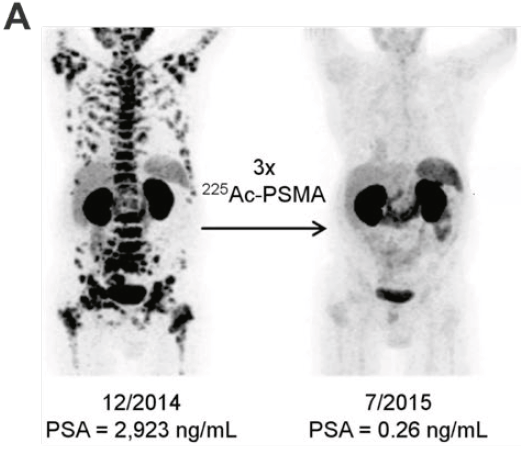 A
3x
²²⁵Ac-PSMA
12/2014
PSA = 2,923 ng/mL
7/2015
PSA = 0.26 ng/mL